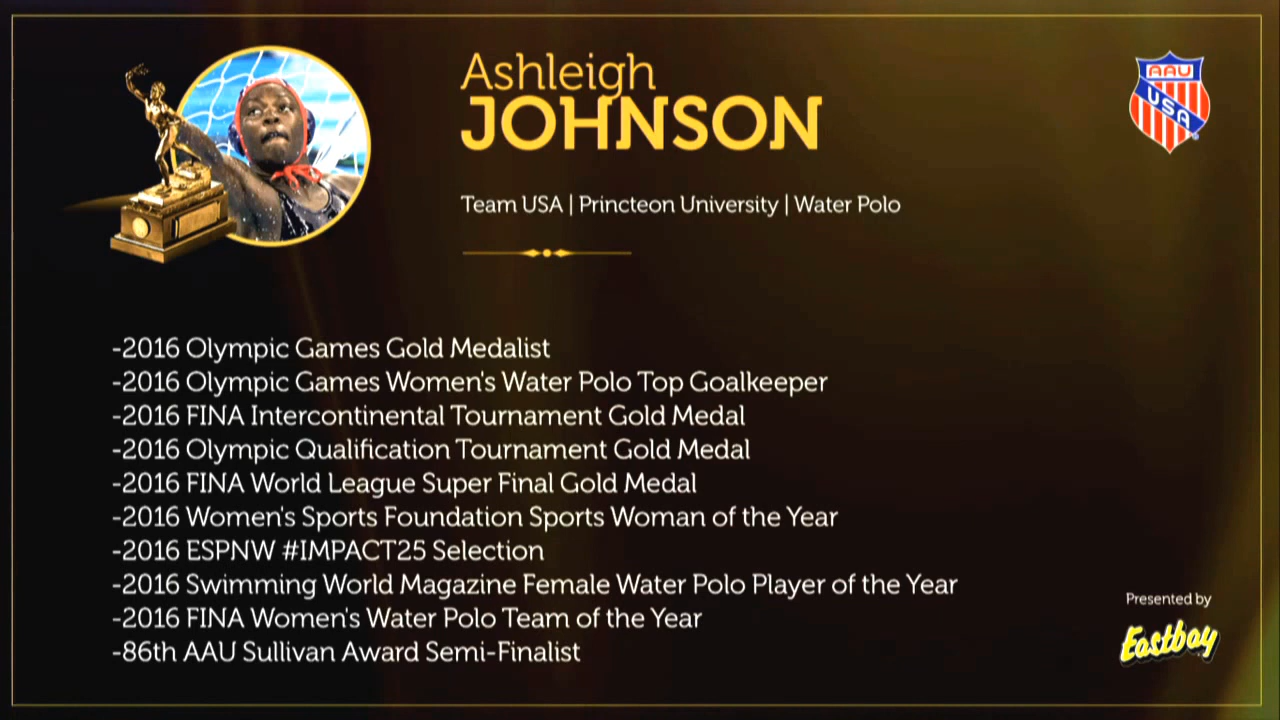 Ashleigh
JOHNSON
AAU
USA
Team USA | Princteon University | Water Polo
-2016 Olympic Games Gold Medalist
-2016 Olympic Games Women's Water Polo Top Goalkeeper
-2016 FINA Intercontinental Tournament Gold Medal
-2016 Olympic Qualification Tournament Gold Medal
-2016 FINA World League Super Final Gold Medal
-2016 Women's Sports Foundation Sports Woman of the Year
-2016 ESPNW #IMPACT25 Selection
-2016 Swimming World Magazine Female Water Polo Player of the Year
-2016 FINA Women's Water Polo Team of the Year
-86th AAU Sullivan Award Semi-Finalist
Presented by
Eastbay